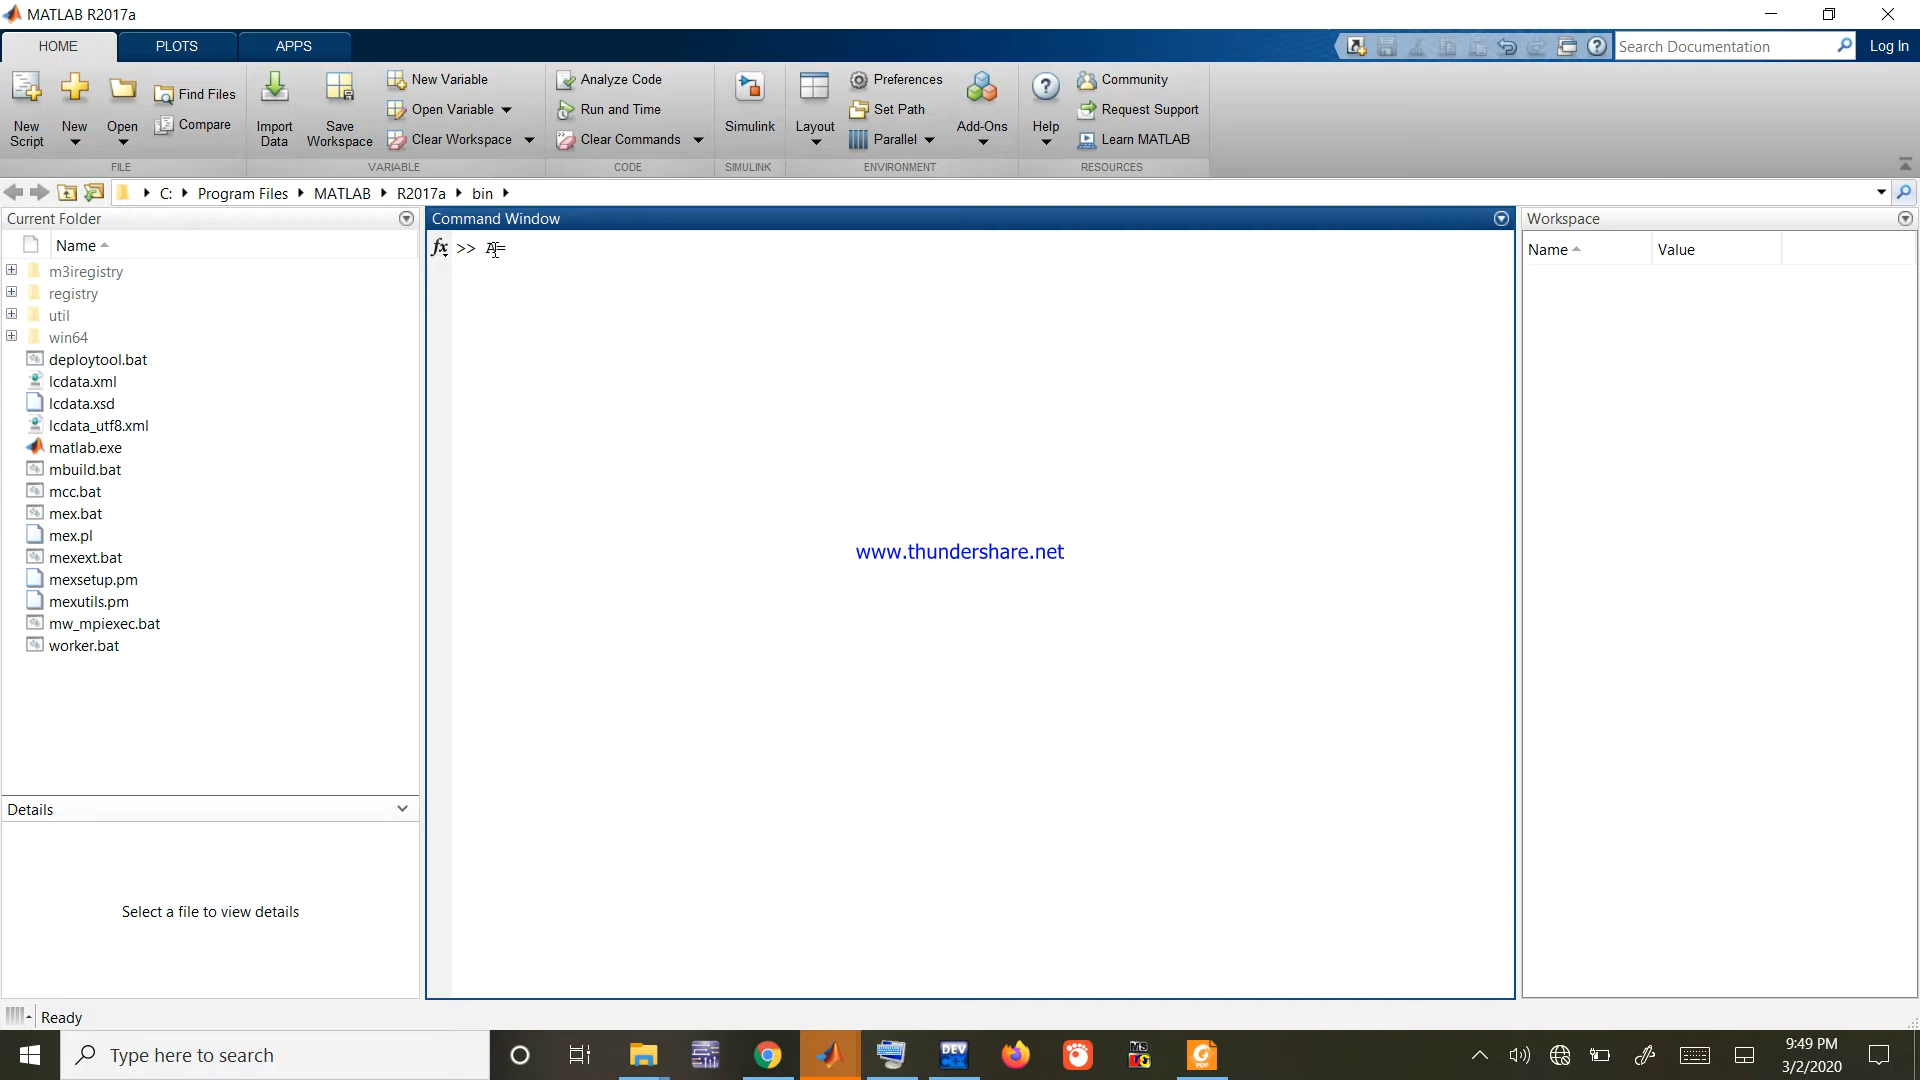 MATLAB R2017a
HOME
PLOTS
APPS
Search Documentation
Log In
New Script
New
Open
Find Files
Compare
Import Data
Save Workspace
New Variable
Open Variable
Clear Workspace
Analyze Code
Run and Time
Clear Commands
Simulink
Layout
Preferences
Set Path
Parallel
Add-Ons
Help
Community
Request Support
Learn MATLAB
FILE
VARIABLE
CODE
SIMULINK
ENVIRONMENT
RESOURCES
C:
Program Files
MATLAB
R2017a
bin
Current Folder
Name
m3iregistry
registry
util
win64
deploytool.bat
lcdata.xml
lcdata.xsd
lcdata_utf8.xml
matlab.exe
mbuild.bat
mcc.bat
mex.bat
mex.pl
mexext.bat
mexsetup.pm
mexutils.pm
mw_mpiexec.bat
worker.bat
Details
Select a file to view details
Command Window
fx >> A=
www.thundershare.net
Workspace
Name
Value
Ready
Type here to search
DEV
MS
PDF
9:49 PM
3/2/2020